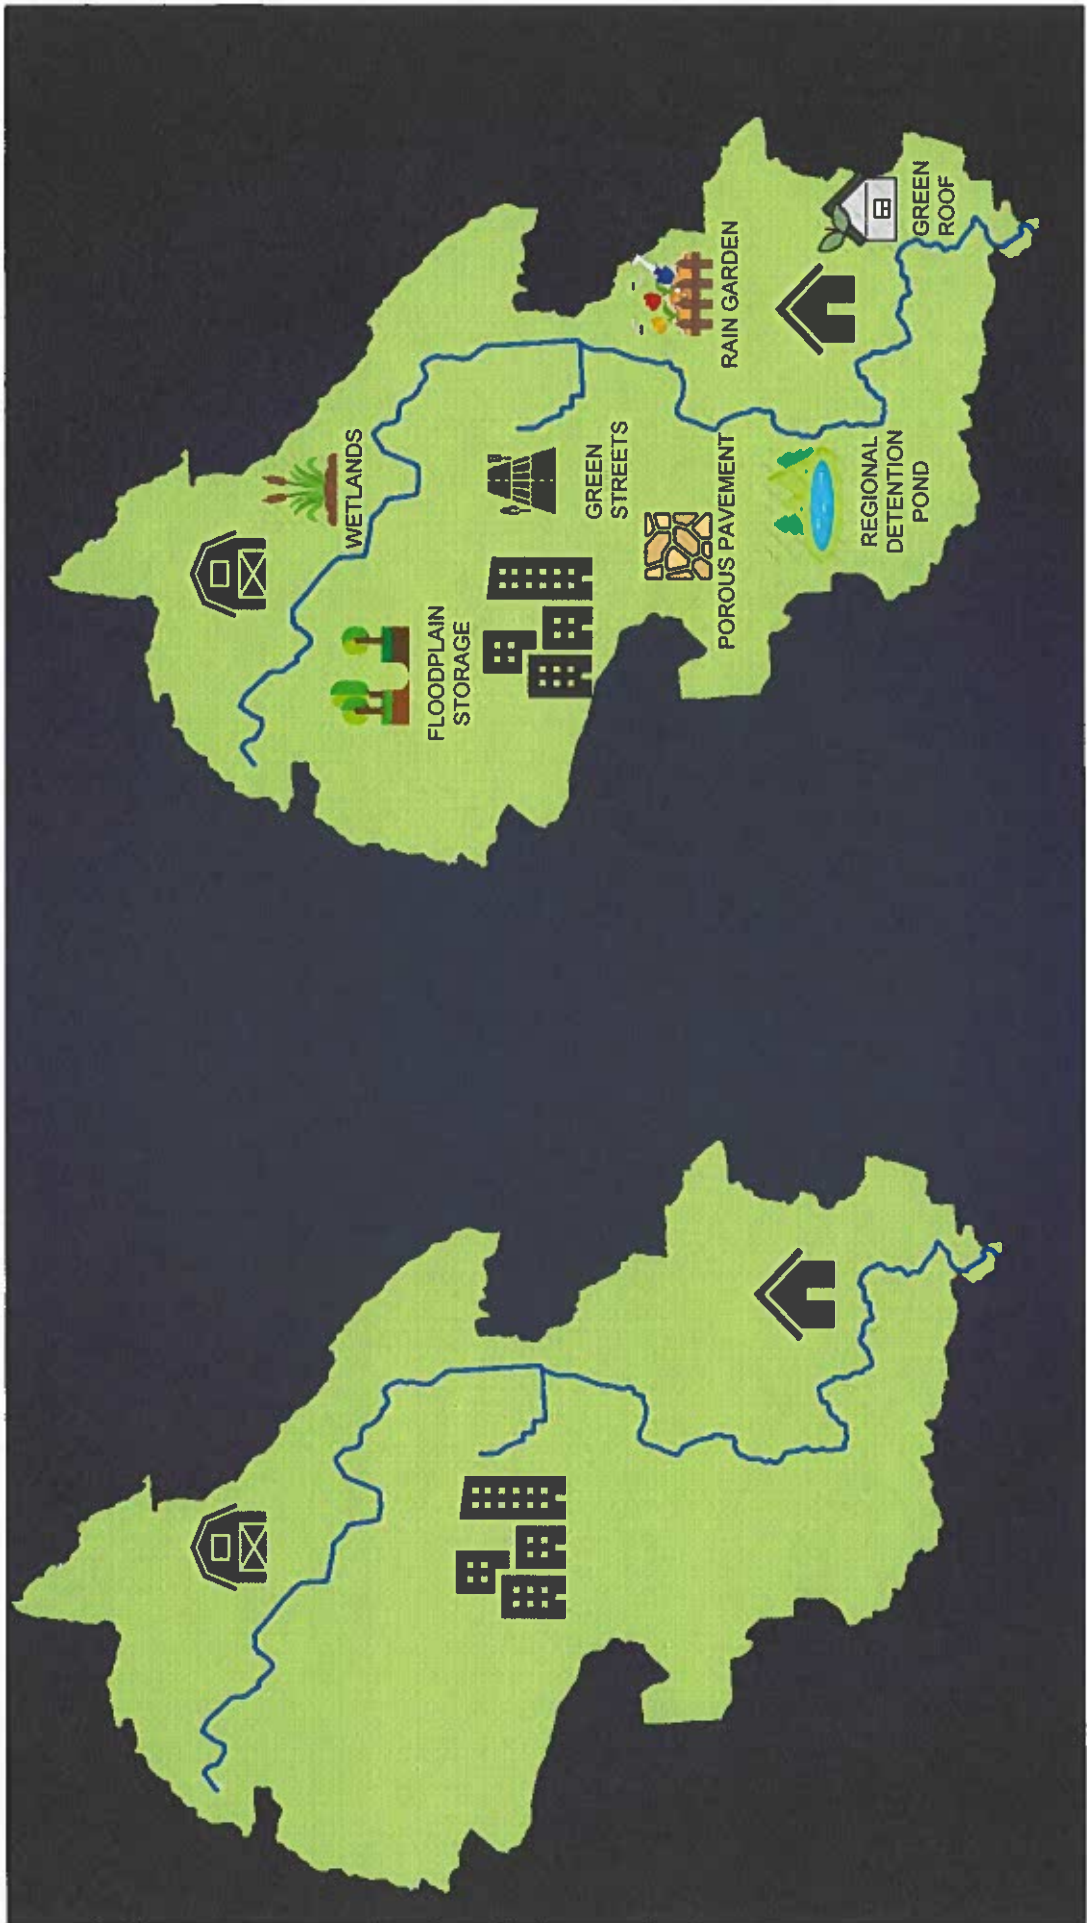 WETLANDS
FLOODPLAIN
STORAGE
GREEN
STREETS
RAIN GARDEN
POROUS PAVEMENT
REGIONAL
DETENTION
POND
GREEN
ROOF